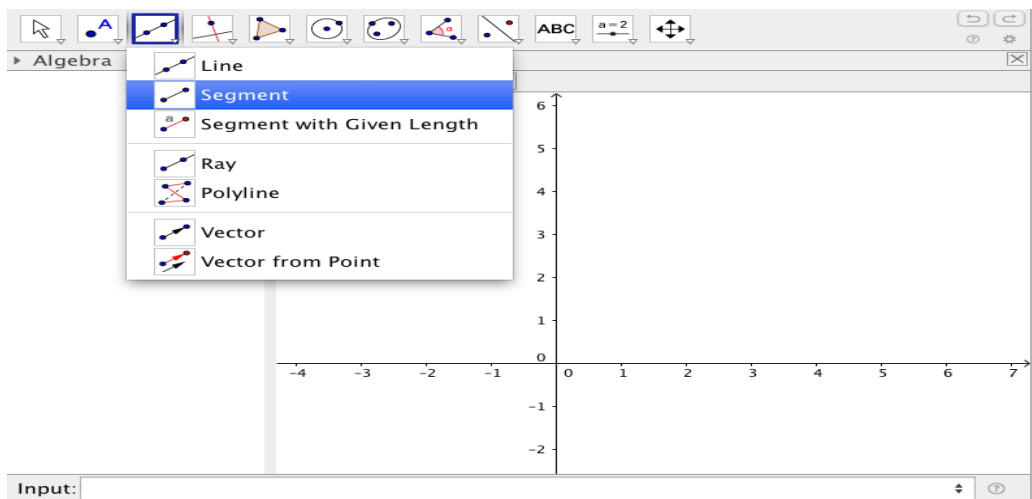 A
α
ABC
a=2
Algebra
Line
Segment
a
Segment with Given Length
Ray
Polyline
Vector
Vector from Point
6
5
4
3
2
1
0
-4 -3 -2 -1 0 1 2 3 4 5 6 7
-1
-2
Input: